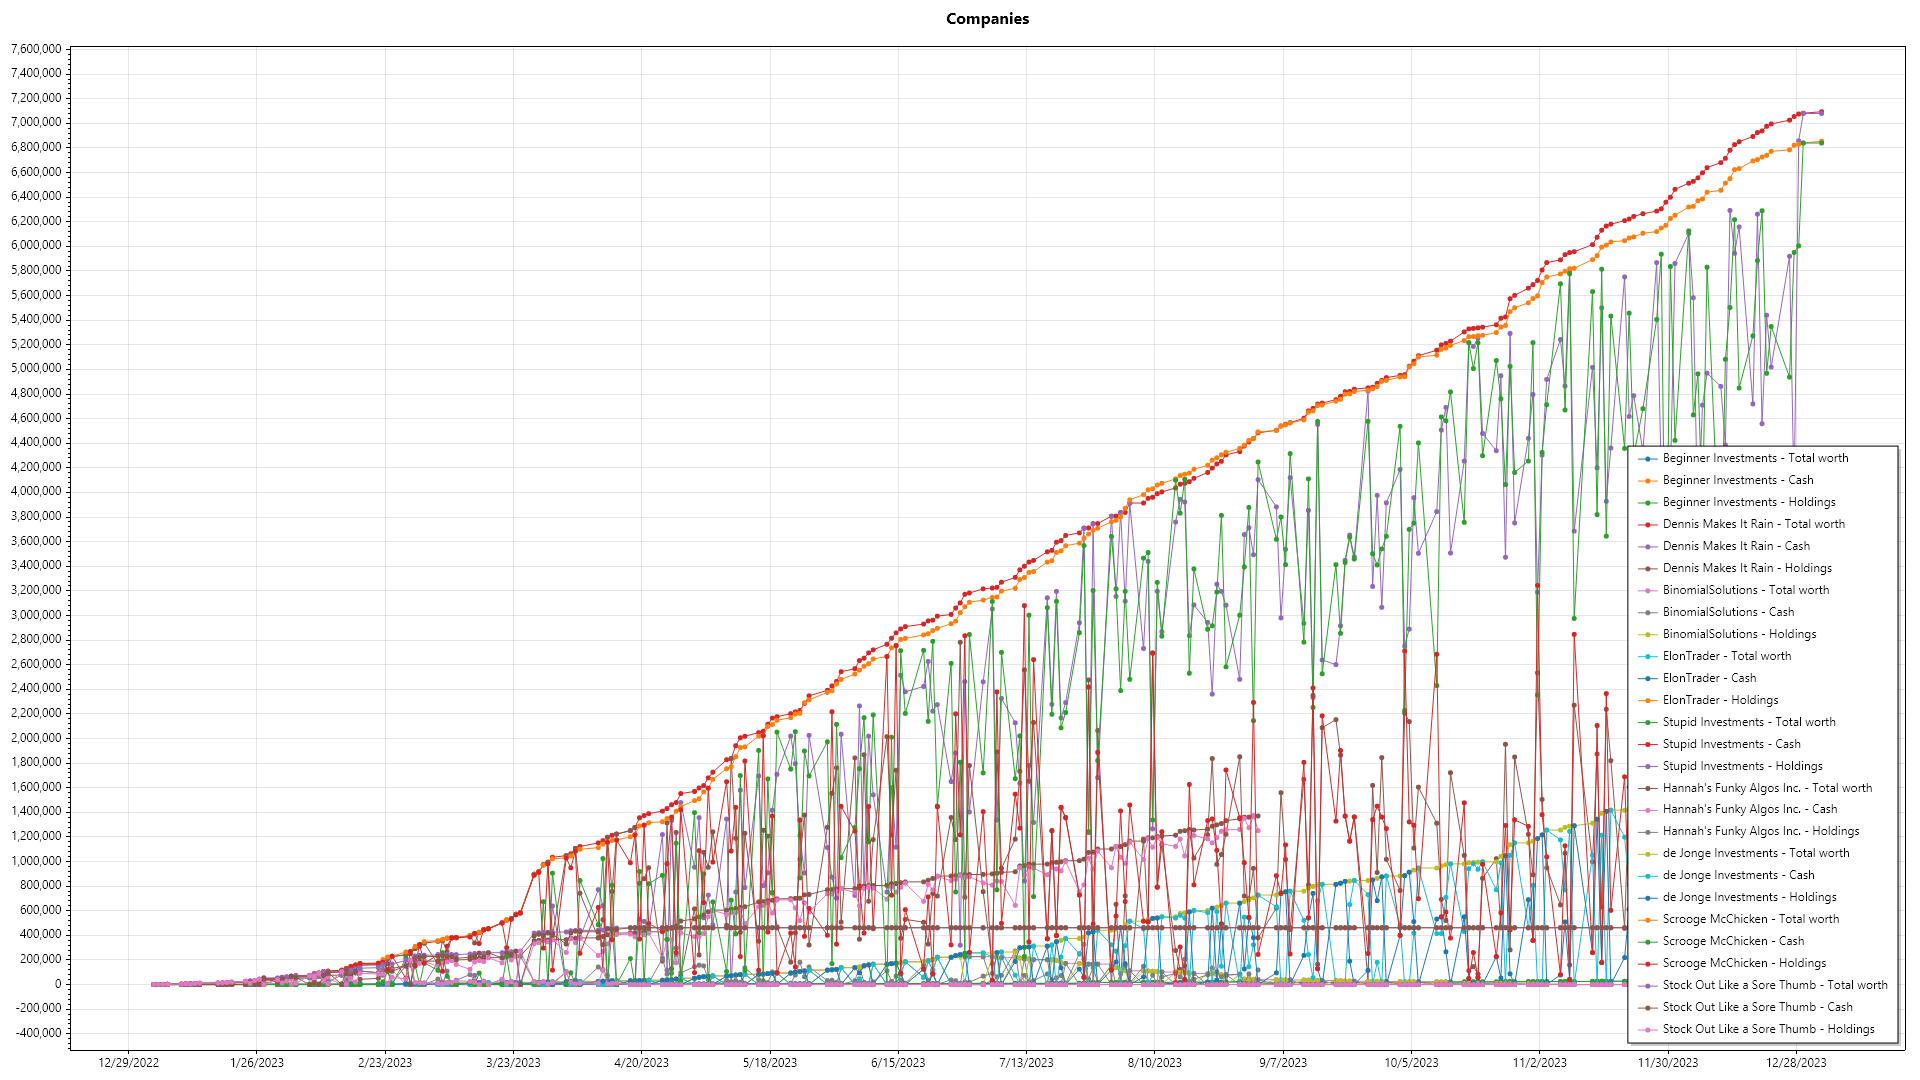 Companies
7,600,000
7,400,000
7,200,000
7,000,000
6,800,000
6,600,000
6,400,000
6,200,000
6,000,000
5,800,000
5,600,000
5,400,000
5,200,000
5,000,000
4,800,000
4,600,000
4,400,000
4,200,000
4,000,000
3,800,000
3,600,000
3,400,000
3,200,000
3,000,000
2,800,000
2,600,000
2,400,000
2,200,000
2,000,000
1,800,000
1,600,000
1,400,000
1,200,000
1,000,000
800,000
600,000
400,000
200,000
0
-200,000
-400,000
Beginner Investments - Total worth
Beginner Investments - Cash
Beginner Investments - Holdings
Dennis Makes It Rain - Total worth
Dennis Makes It Rain - Cash
Dennis Makes It Rain - Holdings
BinomialSolutions - Total worth
BinomialSolutions - Cash
BinomialSolutions - Holdings
ElonTrader - Total worth
ElonTrader - Cash
ElonTrader - Holdings
Stupid Investments - Total worth
Stupid Investments - Cash
Stupid Investments - Holdings
Hannah's Funky Algos Inc. - Total worth
Hannah's Funky Algos Inc. - Cash
Hannah's Funky Algos Inc. - Holdings
de Jonge Investments - Total worth
de Jonge Investments - Cash
de Jonge Investments - Holdings
Scrooge McChicken - Total worth
Scrooge McChicken - Cash
Scrooge McChicken - Holdings
Stock Out Like a Sore Thumb - Total worth
Stock Out Like a Sore Thumb - Cash
Stock Out Like a Sore Thumb - Holdings
12/29/2022 1/26/2023 2/23/2023 3/23/2023 4/20/2023 5/18/2023 6/15/2023 7/13/2023 8/10/2023 9/7/2023 10/5/2023 11/2/2023 11/30/2023 12/28/2023